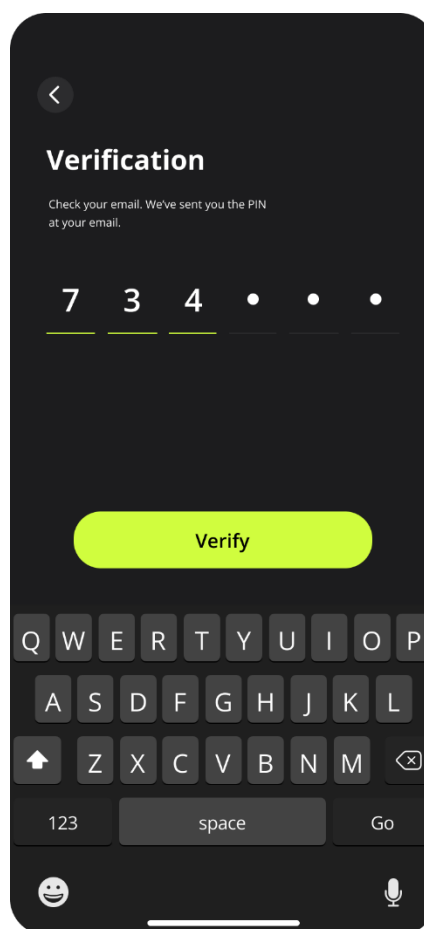 Verification
Check your email. We've sent you the PIN
at your email.
7 3 4 • • •
Verify
Q W E R T Y U I O P
A S D F G H J K L
Z X C V B N M
123 space Go